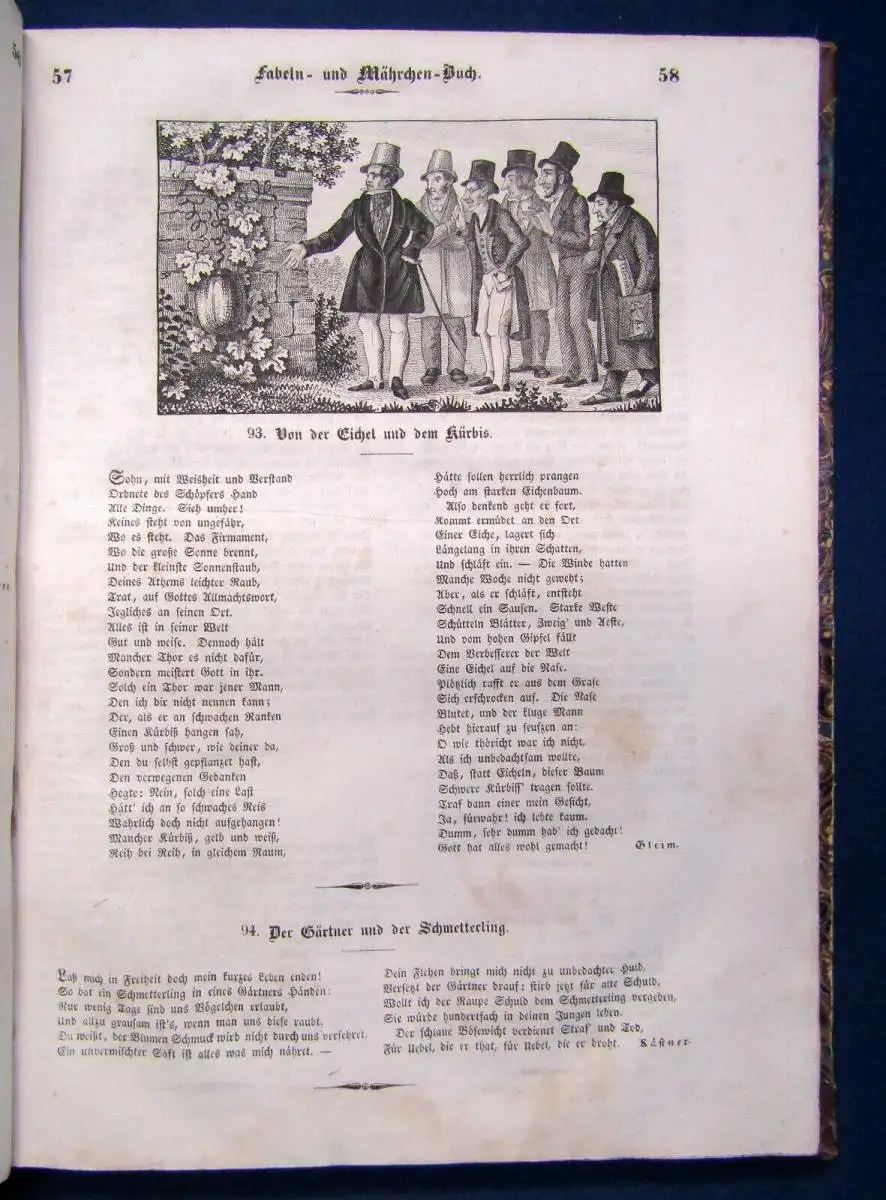 57
Fabeln- und Mährchen-Buch.
58
93. Von der Eichel und dem Kürbis.
Sohn, mit Weisheit und Verstand
Ordnete des Schöpfers Hand
Alle Dinge. Sieh umher!
Keines steht von ungefähr,
Wo es steht. Das Firmament,
Wo die große Sonne brennt,
Und der kleinste Sonnenstaub,
Deines Athems leichter Raub,
Trat, auf Gottes Allmachtswort,
Jegliches an seinen Ort.
Alles ist in seiner Welt
Gut und weise. Dennoch hält
Mancher Thor es nicht dafür,
Sondern meistert Gott in ihr.
Solch ein Thor war jener Mann,
Den ich dir nicht nennen kann;
Der, als er an schwachen Ranken
Einen Kürbiß hangen sah,
Groß und schwer, wie deiner da,
Den du selbst gepflanzet hast,
Den verwegenen Gedanken
Hegte: Nein, solch eine Last
Hätt' ich an so schwaches Reis
Wahrlich doch nicht aufgehangen!
Mancher Kürbiß, gelb und weiß,
Reih bei Reih, in gleichem Raum,
Hätte sollen herrlich prangen
Hoch am starken Eichenbaum.
Also denkend geht er fort,
Kommt ermüdet an den Ort
Einer Eiche, lagert sich
Längelang in ihren Schatten,
Und schläft ein. — Die Winde hatten
Manche Woche nicht geweht;
Aber, als er schläft, entsteht
Schnell ein Sausen. Starke Weste
Schütteln Blätter, Zweig' und Aeste,
Und vom hohen Gipfel fällt
Dem Verbesserer der Welt
Eine Eichel auf die Nase.
Plötzlich rafft er aus dem Grase
Sich erschrocken auf. Die Nase
Blutet, und der kluge Mann
Hebt hierauf zu seufzen an:
O wie thöricht war ich nicht,
Als ich unbedachtsam wollte,
Daß, statt Eicheln, dieser Baum
Schwere Kürbiss' tragen sollte.
Traf dann einer mein Gesicht,
Ja, fürwahr! ich lebte kaum.
Dumm, sehr dumm hab' ich gedacht!
Gott hat alles wohl gemacht! Gleim.
94. Der Gärtner und der Schmetterling.
Laß mich in Freiheit doch mein kurzes Leben enden!
So bat ein Schmetterling in eines Gärtners Händen:
Nur wenig Tage sind uns Vögelchen erlaubt,
Und allzu grausam ist's, wenn man uns diese raubt.
Du weißt, der Blumen Schmuck wird nicht durch uns versehret,
Ein unvermischter Saft ist alles was mich nähret. —
Dein Flehen bringt mich nicht zu unbedachter Huld,
Versetzt der Gärtner drauf: stirb jetzt für alte Schuld,
Wollt ich der Raupe Schuld dem Schmetterling vergeben,
Sie würde hundertfach in deinen Jungen leben.
Der schlaue Bösewicht verdienet Straf und Tod,
Für Uebel, die er that, für Uebel, die er droht. Kästner.